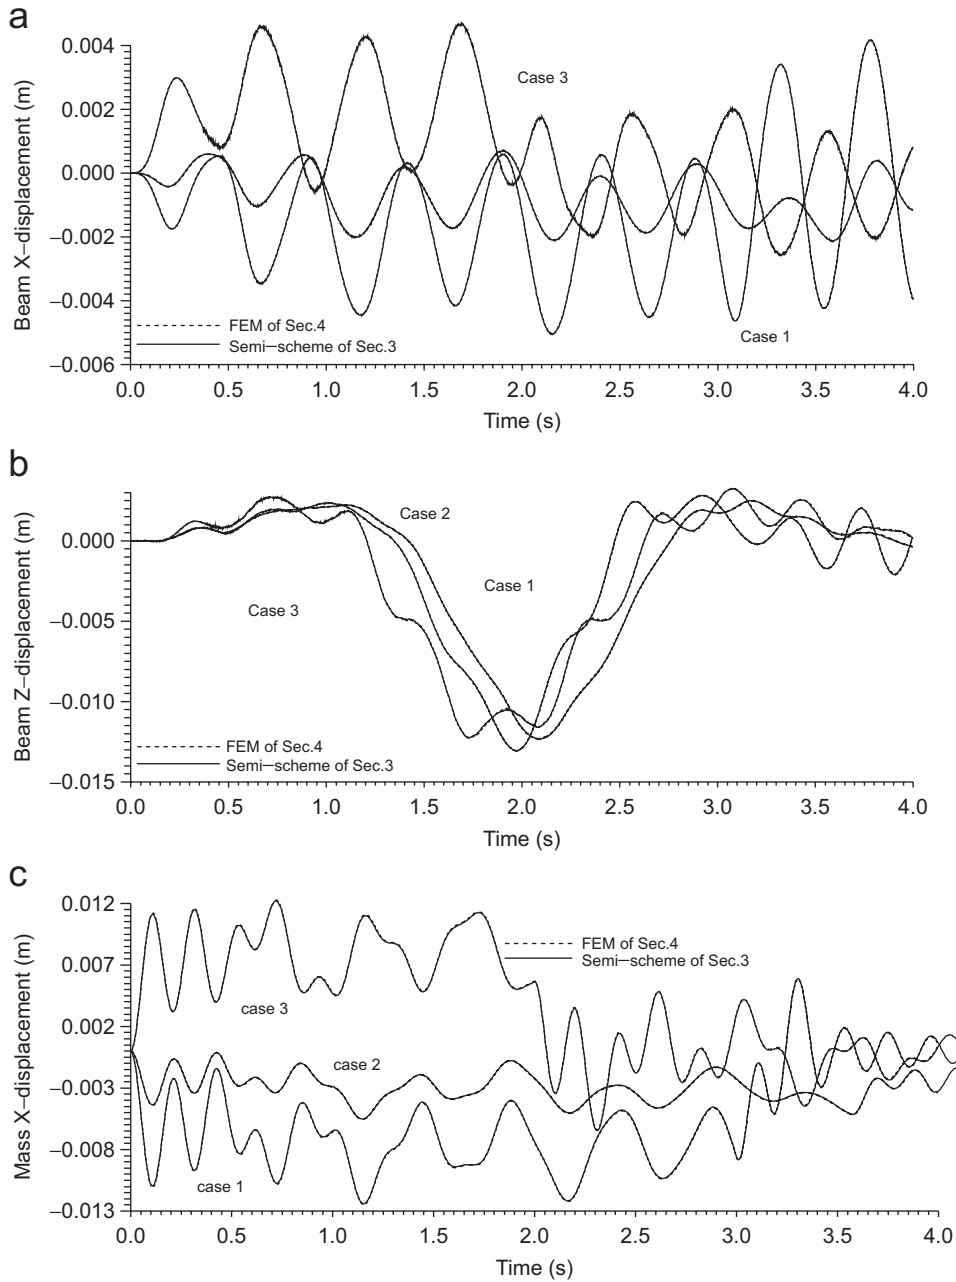 a
0.004
0.002
0.000
−0.002
−0.004
−0.006
Beam X−displacement (m)
Case 3
Case 1
FEM of Sec.4
Semi−scheme of Sec.3
0.0 0.5 1.0 1.5 2.0 2.5 3.0 3.5 4.0
Time (s)
b
0.000
−0.005
−0.010
−0.015
Beam Z−displacement (m)
Case 2
Case 1
Case 3
FEM of Sec.4
Semi−scheme of Sec.3
0.0 0.5 1.0 1.5 2.0 2.5 3.0 3.5 4.0
Time (s)
c
0.012
0.007
0.002
−0.003
−0.008
−0.013
Mass X−displacement (m)
FEM of Sec.4
Semi−scheme of Sec.3
case 3
case 2
case 1
0.0 0.5 1.0 1.5 2.0 2.5 3.0 3.5 4.0
Time (s)